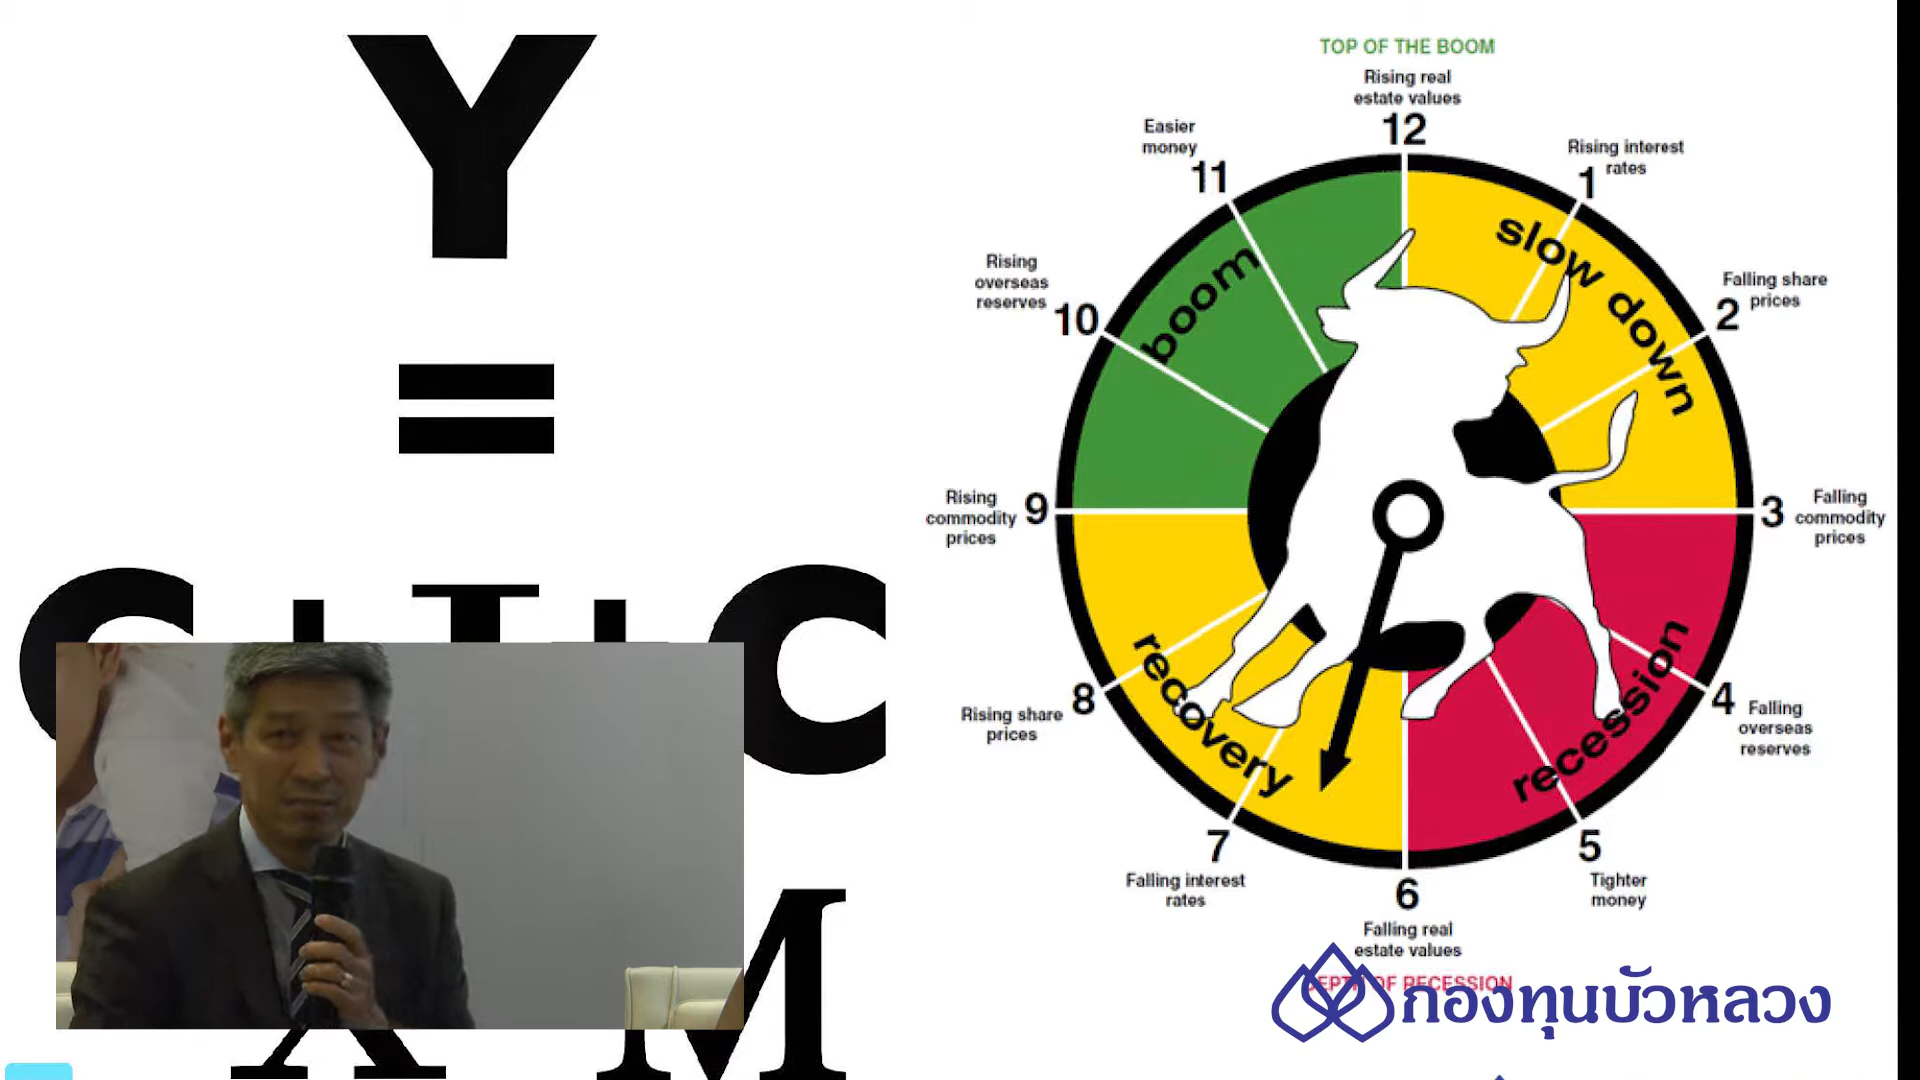 Y
=
C + I + G
X M
TOP OF THE BOOM
Rising real
estate values
12
Rising interest
rates
1
Falling share
prices
2
Falling
commodity
prices
3
Falling
overseas
reserves
4
Tighter
money
5
Falling real
estate values
6
DEPTH OF RECESSION
Falling interest
rates
7
Rising share
prices
8
Rising
commodity
prices
9
Rising
overseas
reserves
10
Easier
money
11
boom
slow down
recession
recovery
กองทุนบัวหลวง